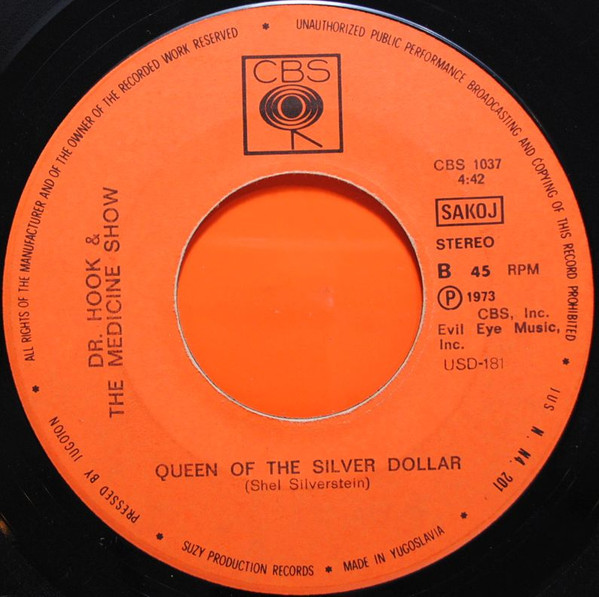 ALL RIGHTS OF THE MANUFACTURER AND OF THE OWNER OF THE RECORDED WORK RESERVED * UNAUTHORIZED PUBLIC PERFORMANCE BROADCASTING AND COPYING OF THIS RECORD PROHIBITED *
CBS
CBS 1037
4:42
SAKOJ
STEREO
B 45 RPM
Ⓟ 1973
CBS, Inc.
Evil Eye Music,
Inc.
USD-181
DR. HOOK &
THE MEDICINE SHOW
QUEEN OF THE SILVER DOLLAR
(Shel Silverstein)
* PRESSED BY JUGOTON * SUZY PRODUCTION RECORDS * MADE IN YUGOSLAVIA * JUS N. N4. 201 *